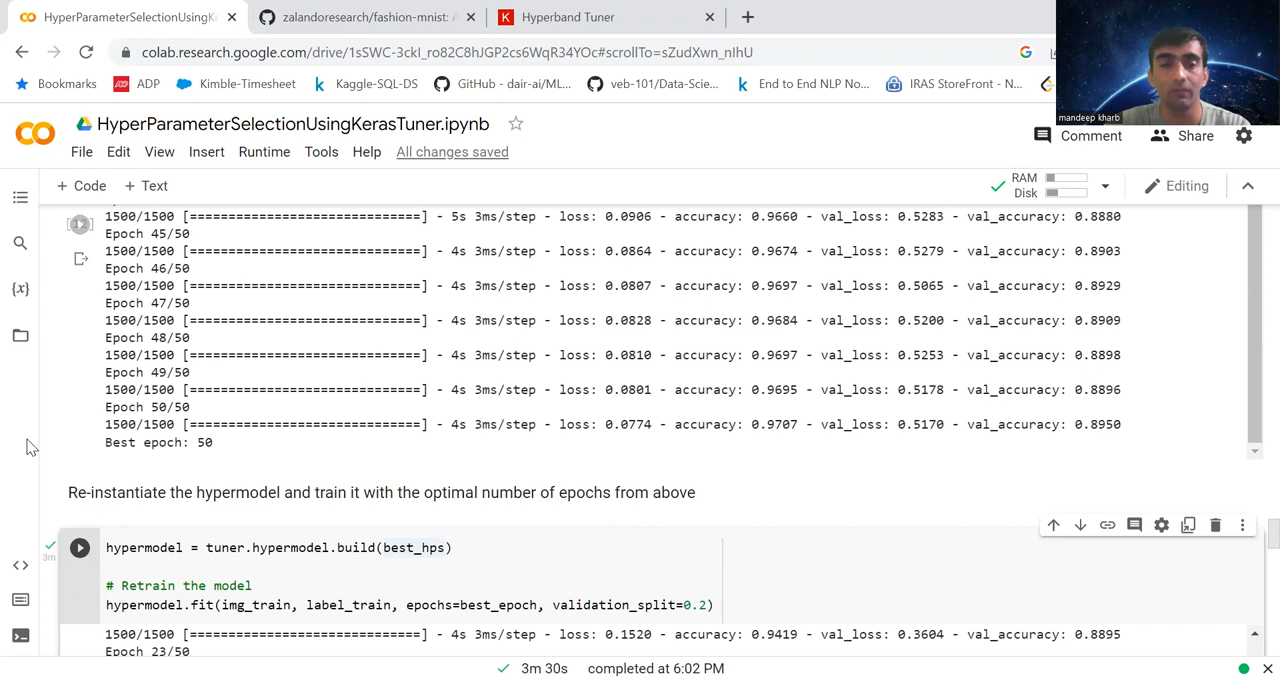 HyperParameterSelectionUsingK
zalandoresearch/fashion-mnist: A
Hyperband Tuner
colab.research.google.com/drive/1sSWC-3ckI_ro82C8hJGP2cs6WqR34YOc#scrollTo=sZudXwn_nIhU
Bookmarks ADP Kimble-Timesheet Kaggle-SQL-DS GitHub - dair-ai/ML... veb-101/Data-Scie... End to End NLP No... IRAS StoreFront - N...
mandeep kharb
HyperParameterSelectionUsingKerasTuner.ipynb
Comment Share
File Edit View Insert Runtime Tools Help All changes saved
+ Code + Text RAM Disk Editing
1500/1500 [==============================] - 5s 3ms/step - loss: 0.0906 - accuracy: 0.9660 - val_loss: 0.5283 - val_accuracy: 0.8880
Epoch 45/50
1500/1500 [==============================] - 4s 3ms/step - loss: 0.0864 - accuracy: 0.9674 - val_loss: 0.5279 - val_accuracy: 0.8903
Epoch 46/50
1500/1500 [==============================] - 4s 3ms/step - loss: 0.0807 - accuracy: 0.9697 - val_loss: 0.5065 - val_accuracy: 0.8929
Epoch 47/50
1500/1500 [==============================] - 4s 3ms/step - loss: 0.0828 - accuracy: 0.9684 - val_loss: 0.5200 - val_accuracy: 0.8909
Epoch 48/50
1500/1500 [==============================] - 4s 3ms/step - loss: 0.0810 - accuracy: 0.9697 - val_loss: 0.5253 - val_accuracy: 0.8898
Epoch 49/50
1500/1500 [==============================] - 4s 3ms/step - loss: 0.0801 - accuracy: 0.9695 - val_loss: 0.5178 - val_accuracy: 0.8896
Epoch 50/50
1500/1500 [==============================] - 4s 3ms/step - loss: 0.0774 - accuracy: 0.9707 - val_loss: 0.5170 - val_accuracy: 0.8950
Best epoch: 50
Re-instantiate the hypermodel and train it with the optimal number of epochs from above
3m
hypermodel = tuner.hypermodel.build(best_hps)
# Retrain the model
hypermodel.fit(img_train, label_train, epochs=best_epoch, validation_split=0.2)
1500/1500 [==============================] - 4s 3ms/step - loss: 0.1520 - accuracy: 0.9419 - val_loss: 0.3604 - val_accuracy: 0.8895
Epoch 23/50
3m 30s completed at 6:02 PM